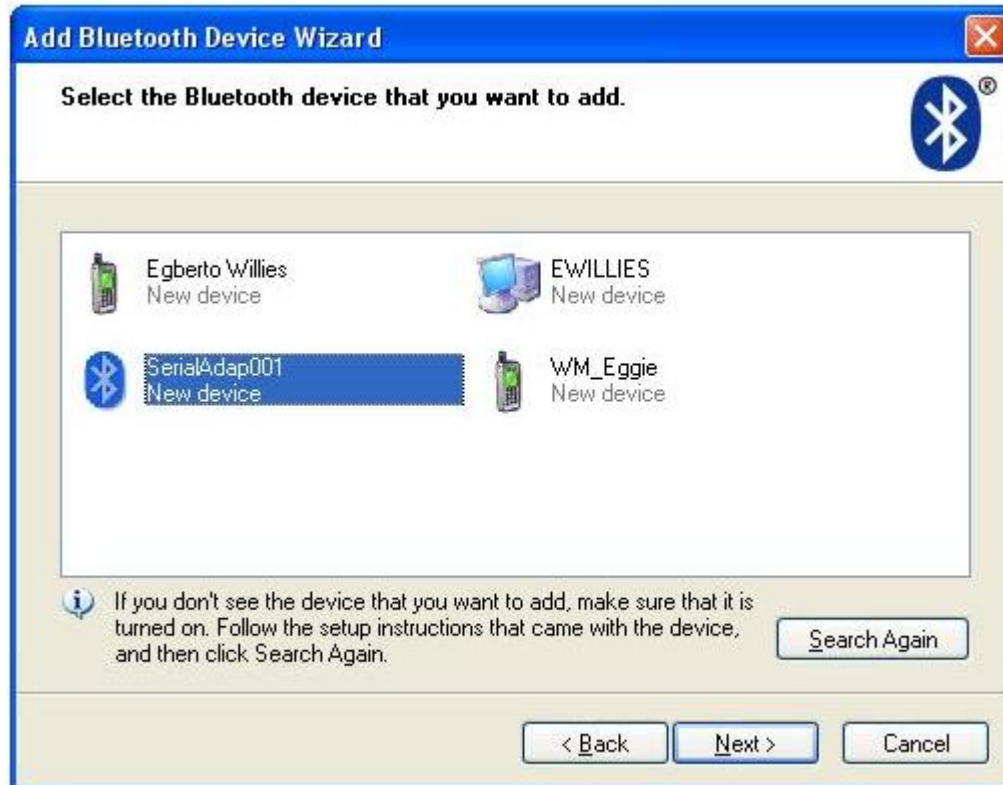 Add Bluetooth Device Wizard
Select the Bluetooth device that you want to add.
®
Egberto Willies
New device
EWILLIES
New device
SerialAdap001
New device
WM_Eggie
New device
If you don't see the device that you want to add, make sure that it is
turned on. Follow the setup instructions that came with the device,
and then click Search Again.
Search Again
< Back
Next >
Cancel